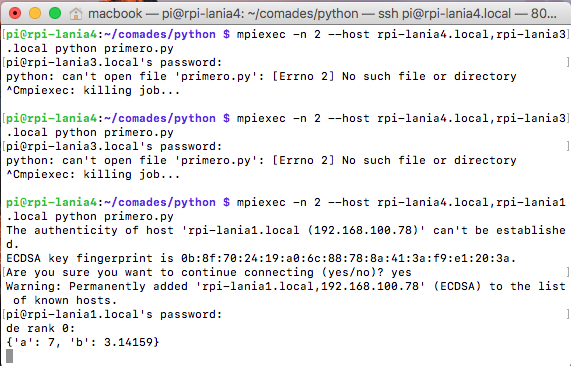 macbook — pi@rpi-lania4: ~/comades/python — ssh pi@rpi-lania4.local — 80...
[pi@rpi-lania4:~/comades/python $ mpiexec -n 2 --host rpi-lania4.local,rpi-lania3]
.local python primero.py
[pi@rpi-lania3.local's password: ]
python: can't open file 'primero.py': [Errno 2] No such file or directory
^Cmpiexec: killing job...
[pi@rpi-lania4:~/comades/python $ mpiexec -n 2 --host rpi-lania4.local,rpi-lania3]
.local python primero.py
[pi@rpi-lania3.local's password: ]
python: can't open file 'primero.py': [Errno 2] No such file or directory
^Cmpiexec: killing job...
pi@rpi-lania4:~/comades/python $ mpiexec -n 2 --host rpi-lania4.local,rpi-lania1
.local python primero.py
The authenticity of host 'rpi-lania1.local (192.168.100.78)' can't be establishe
d.
ECDSA key fingerprint is 0b:8f:70:24:19:a0:6c:88:78:8a:41:3a:f9:e1:20:3a.
[Are you sure you want to continue connecting (yes/no)? yes ]
Warning: Permanently added 'rpi-lania1.local,192.168.100.78' (ECDSA) to the list
of known hosts.
[pi@rpi-lania1.local's password: ]
de rank 0:
{'a': 7, 'b': 3.14159}